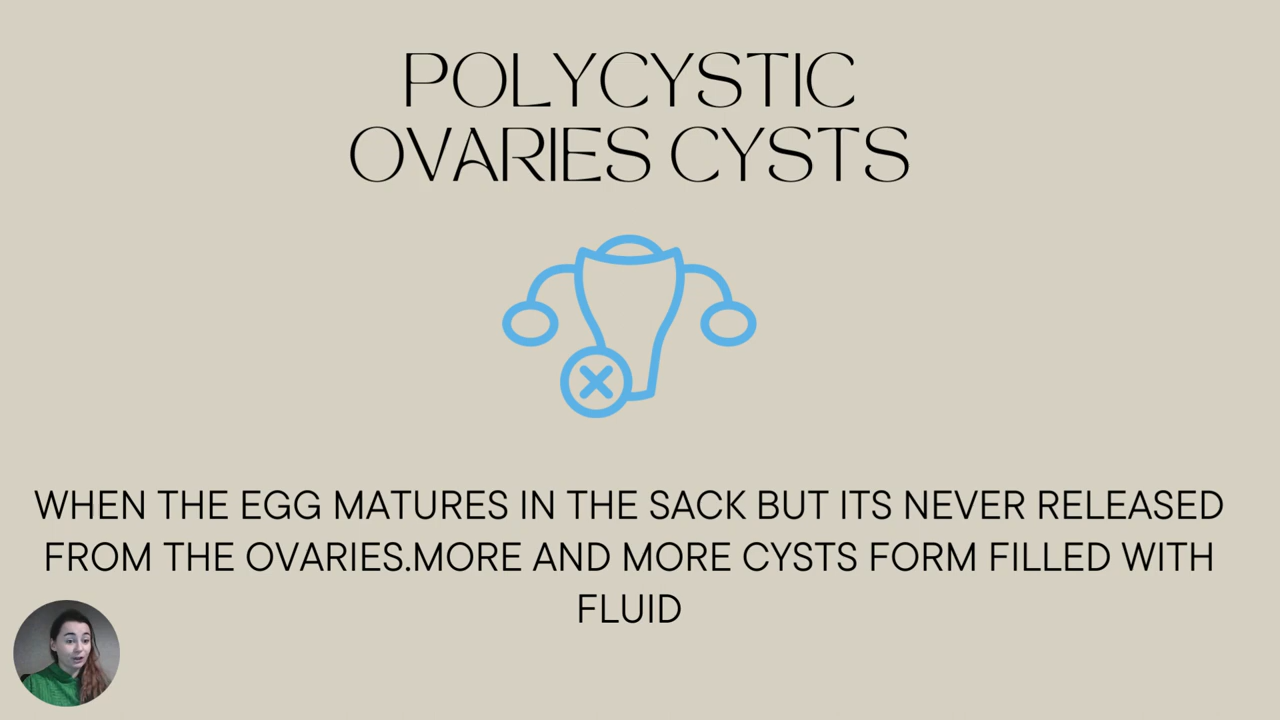 POLYCYSTIC
OVARIES CYSTS
WHEN THE EGG MATURES IN THE SACK BUT ITS NEVER RELEASED
FROM THE OVARIES.MORE AND MORE CYSTS FORM FILLED WITH
FLUID